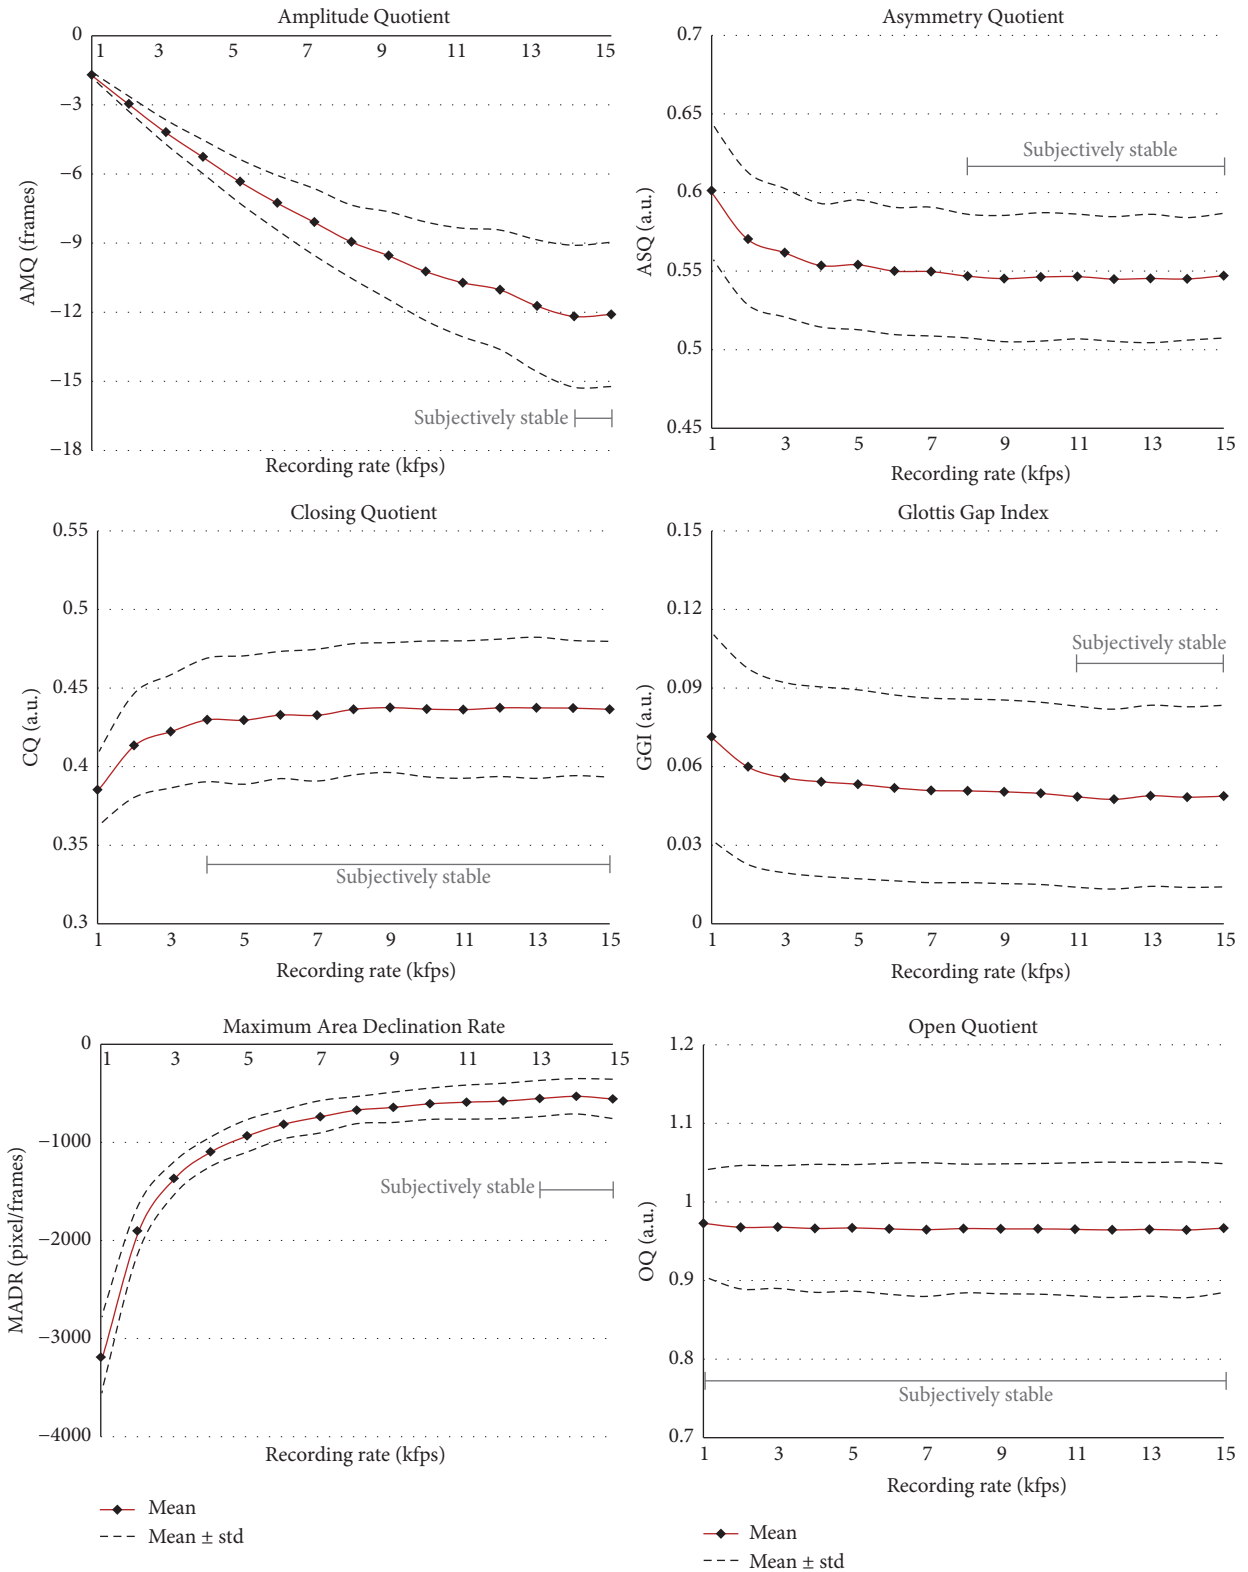 Amplitude Quotient
0
1 3 5 7 9 11 13 15
−3
−6
−9
−12
−15
−18
AMQ (frames)
Subjectively stable
Recording rate (kfps)
Asymmetry Quotient
0.7
0.65
0.6
0.55
0.5
0.45
ASQ (a.u.)
Subjectively stable
1 3 5 7 9 11 13 15
Recording rate (kfps)
Closing Quotient
0.55
0.5
0.45
0.4
0.35
0.3
CQ (a.u.)
Subjectively stable
1 3 5 7 9 11 13 15
Recording rate (kfps)
Glottis Gap Index
0.15
0.12
0.09
0.06
0.03
0
GGI (a.u.)
Subjectively stable
1 3 5 7 9 11 13 15
Recording rate (kfps)
Maximum Area Declination Rate
0
1 3 5 7 9 11 13 15
−1000
−2000
−3000
−4000
MADR (pixel/frames)
Subjectively stable
Recording rate (kfps)
Mean
Mean ± std
Open Quotient
1.2
1.1
1
0.9
0.8
0.7
OQ (a.u.)
Subjectively stable
1 3 5 7 9 11 13 15
Recording rate (kfps)
Mean
Mean ± std